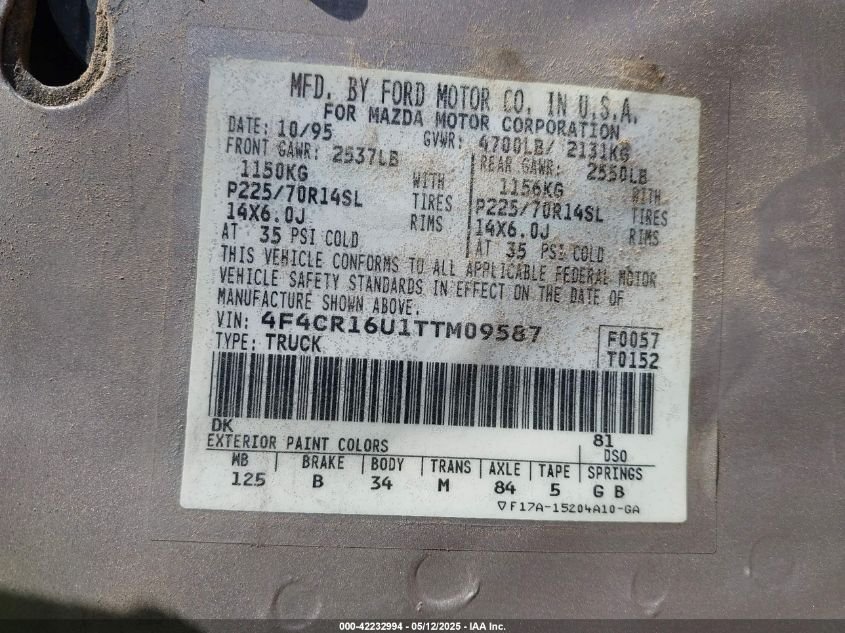 MFD. BY FORD MOTOR CO. IN U.S.A.
FOR MAZDA MOTOR CORPORATION
DATE: 10/95 GVWR: 4700LB/ 2131KG
FRONT GAWR: 2537LB REAR GAWR: 2550LB
1150KG WITH 1156KG WITH
P225/70R14SL TIRES P225/70R14SL TIRES
14X6.0J RIMS 14X6.0J RIMS
AT 35 PSI COLD AT 35 PSI COLD
THIS VEHICLE CONFORMS TO ALL APPLICABLE FEDERAL MOTOR
VEHICLE SAFETY STANDARDS IN EFFECT ON THE DATE OF
MANUFACTURE SHOWN ABOVE.
VIN: 4F4CR16U1TTM09587 F0057
TYPE: TRUCK T0152
DK 81
EXTERIOR PAINT COLORS DSO
WB BRAKE BODY TRANS AXLE TAPE SPRINGS
125 B 34 M 84 5 G B
▽F17A-15204A10-GA
000-42232994 - 05/12/2025 - IAA Inc.